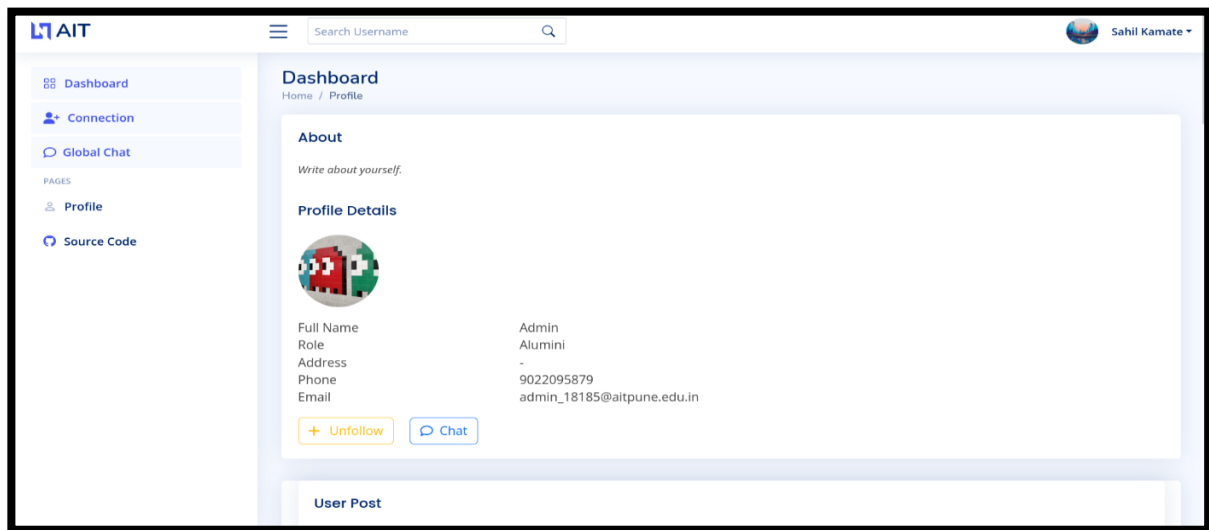 AIT
Search Username
Sahil Kamate
Dashboard
Connection
Global Chat
PAGES
Profile
Source Code
Dashboard
Home / Profile
About
Write about yourself.
Profile Details
Full Name Admin
Role Alumini
Address -
Phone 9022095879
Email admin_18185@aitpune.edu.in
+ Unfollow Chat
User Post